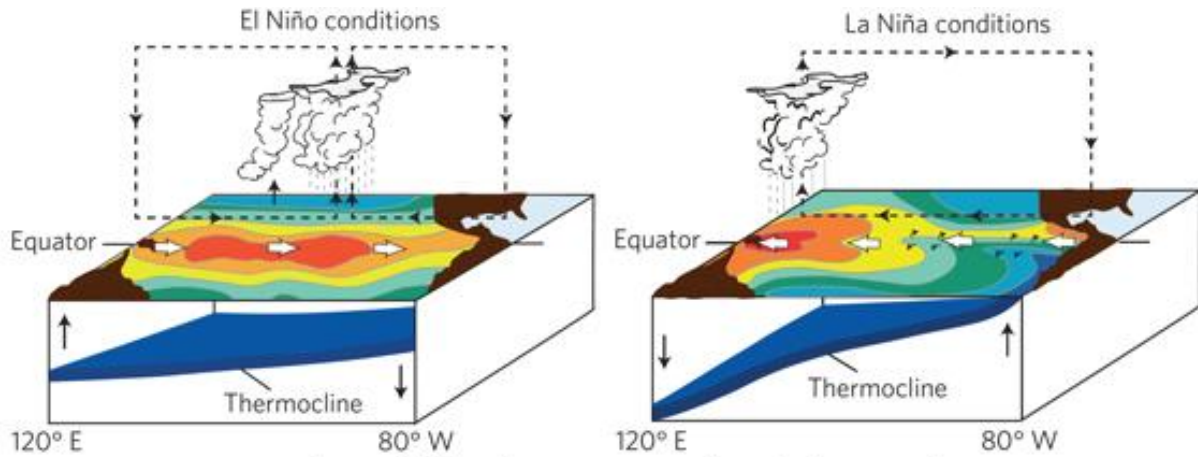 El Niño conditions
La Niña conditions
Equator
Equator
Thermocline
Thermocline
120° E
80° W
120° E
80° W